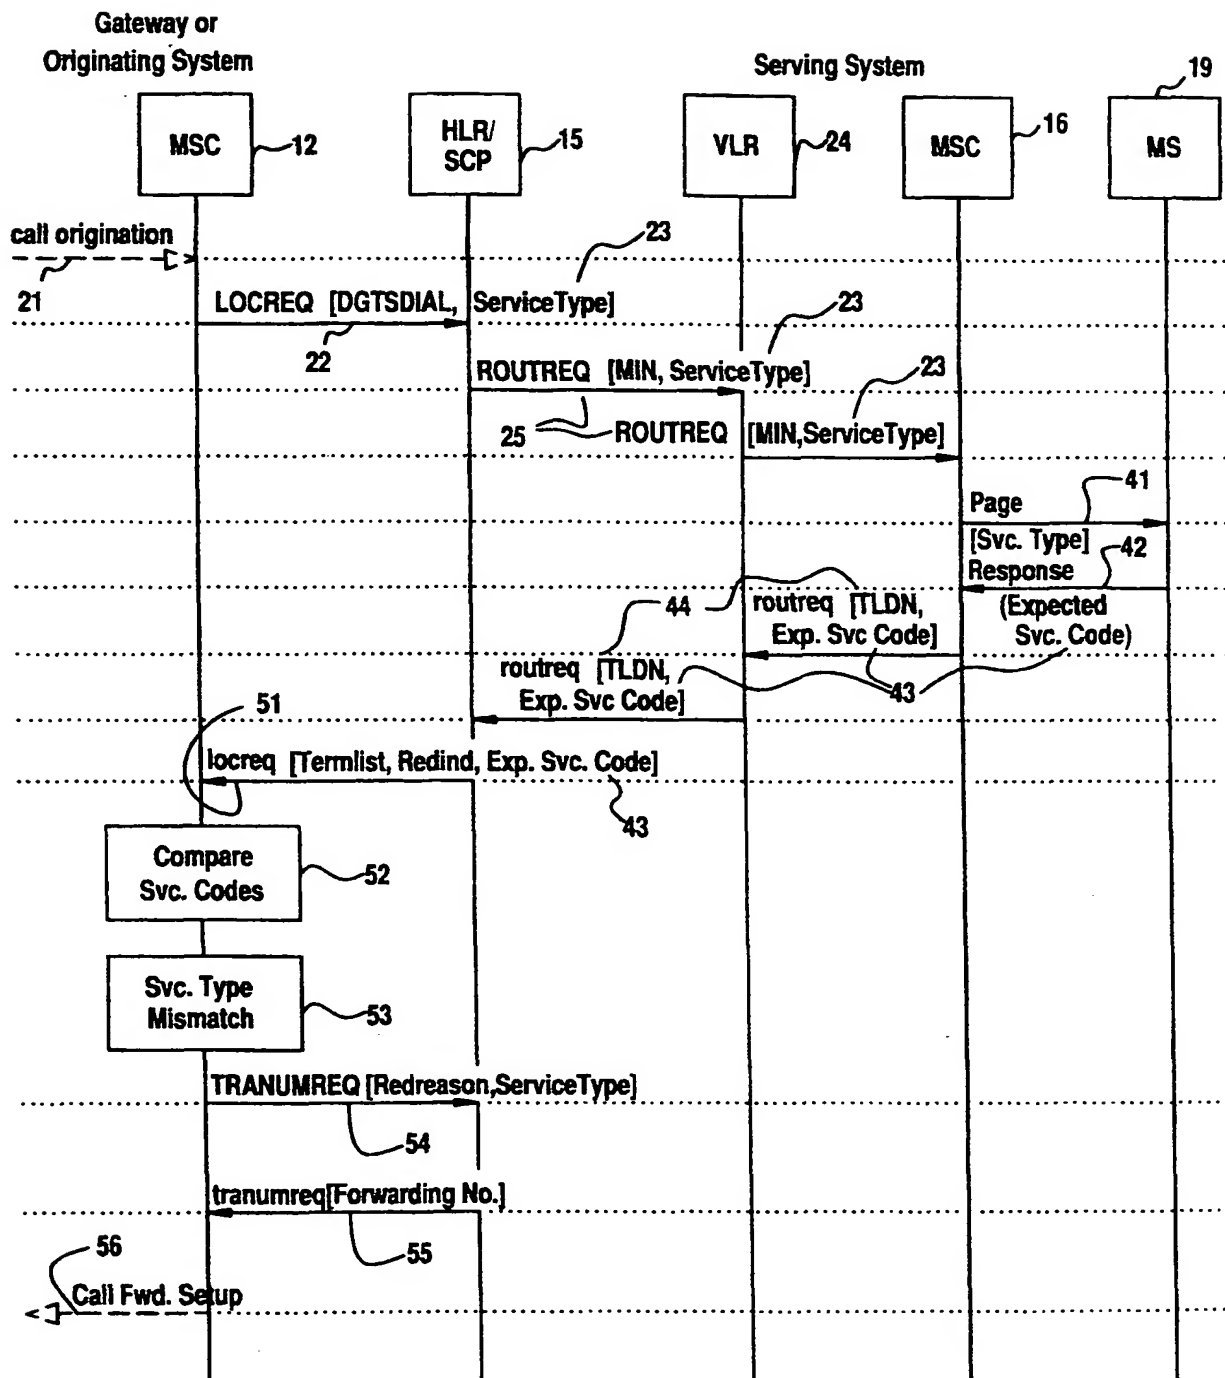 Gateway or
Originating System
Serving System
19
MSC
12
HLR/
SCP
15
VLR
24
MSC
16
MS
call origination
21
23
LOCREQ [DGTSDIAL, ServiceType]
22
23
ROUTREQ [MIN, ServiceType]
23
25
ROUTREQ [MIN,ServiceType]
Page
41
[Svc. Type]
42
Response
44
routreq [TLDN,
Exp. Svc Code]
(Expected
Svc. Code)
routreq [TLDN,
Exp. Svc Code]
43
51
locreq [Termlist, Redind, Exp. Svc. Code]
43
Compare
Svc. Codes
52
Svc. Type
Mismatch
53
TRANUMREQ [Redreason,ServiceType]
54
tranumreq[Forwarding No.]
55
56
Call Fwd. Setup